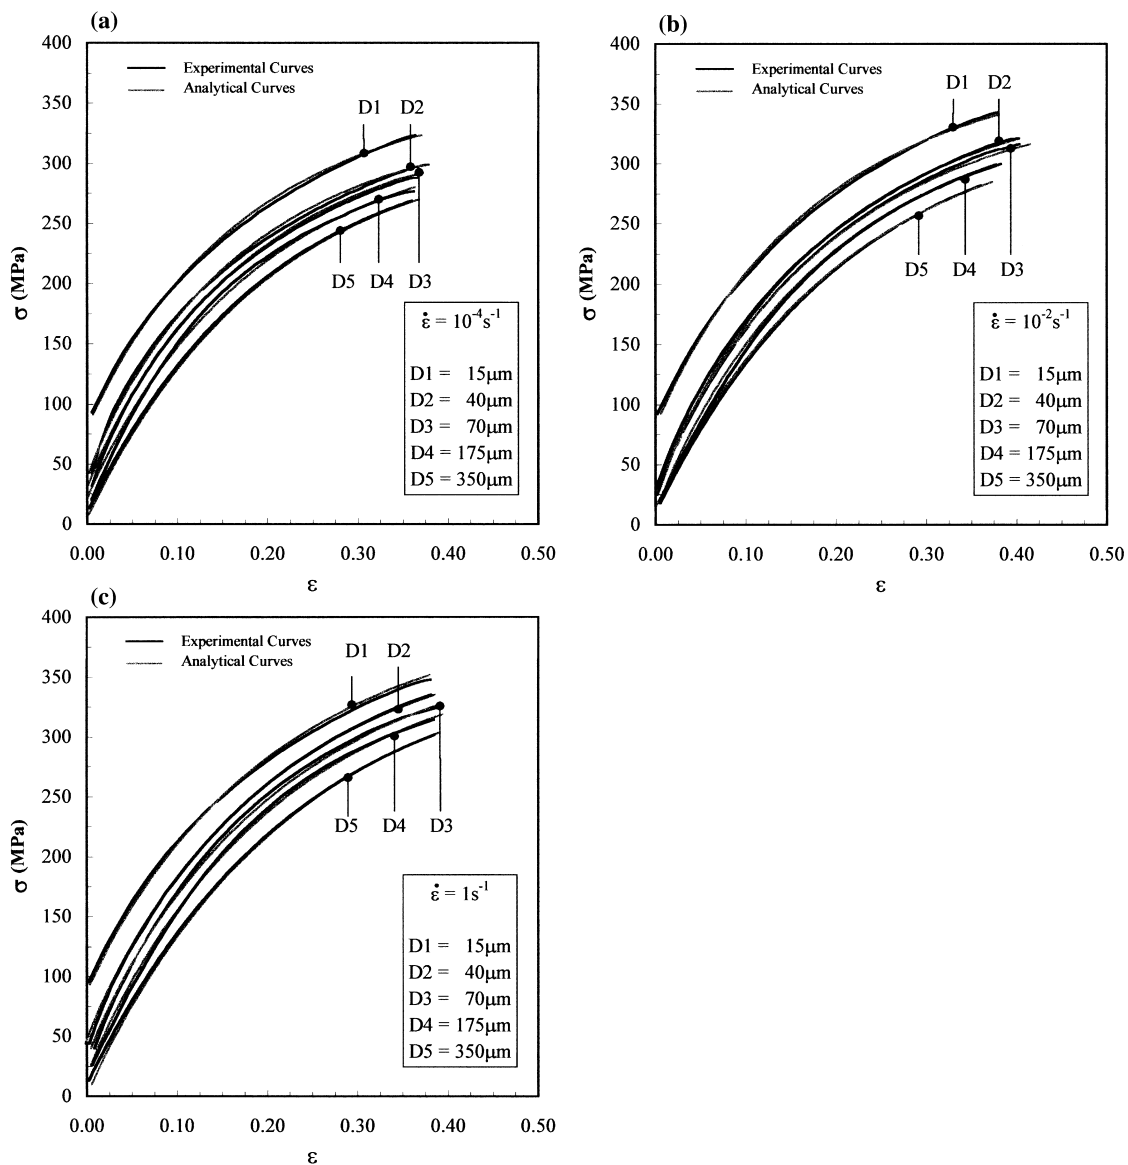 (a)
400
350
300
250
200
150
100
50
0
σ (MPa)
Experimental Curves
Analytical Curves
D1 D2
D5 D4 D3
ε̇ = 10⁻⁴s⁻¹
D1 = 15μm
D2 = 40μm
D3 = 70μm
D4 = 175μm
D5 = 350μm
0.00 0.10 0.20 0.30 0.40 0.50
ε
(b)
400
350
300
250
200
150
100
50
0
σ (MPa)
Experimental Curves
Analytical Curves
D1 D2
D5 D4 D3
ε̇ = 10⁻²s⁻¹
D1 = 15μm
D2 = 40μm
D3 = 70μm
D4 = 175μm
D5 = 350μm
0.00 0.10 0.20 0.30 0.40 0.50
ε
(c)
400
350
300
250
200
150
100
50
0
σ (MPa)
Experimental Curves
Analytical Curves
D1 D2
D5 D4 D3
ε̇ = 1s⁻¹
D1 = 15μm
D2 = 40μm
D3 = 70μm
D4 = 175μm
D5 = 350μm
0.00 0.10 0.20 0.30 0.40 0.50
ε